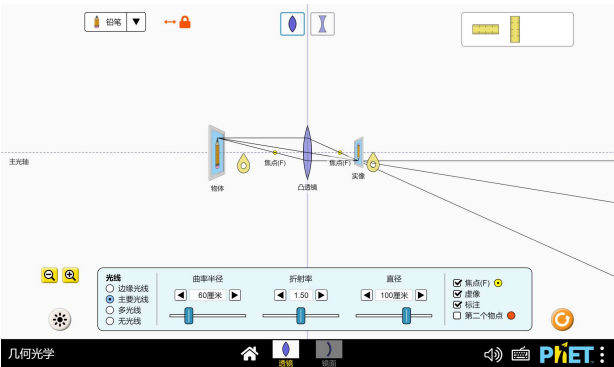 铅笔
主光轴
焦点(F)
焦点(F)
实像
物体
凸透镜
光线
边缘光线
主要光线
多光线
无光线
曲率半径
60厘米
折射率
1.50
直径
100厘米
焦点(F)
虚像
标注
第二个物点
几何光学
透镜
镜面
PhET